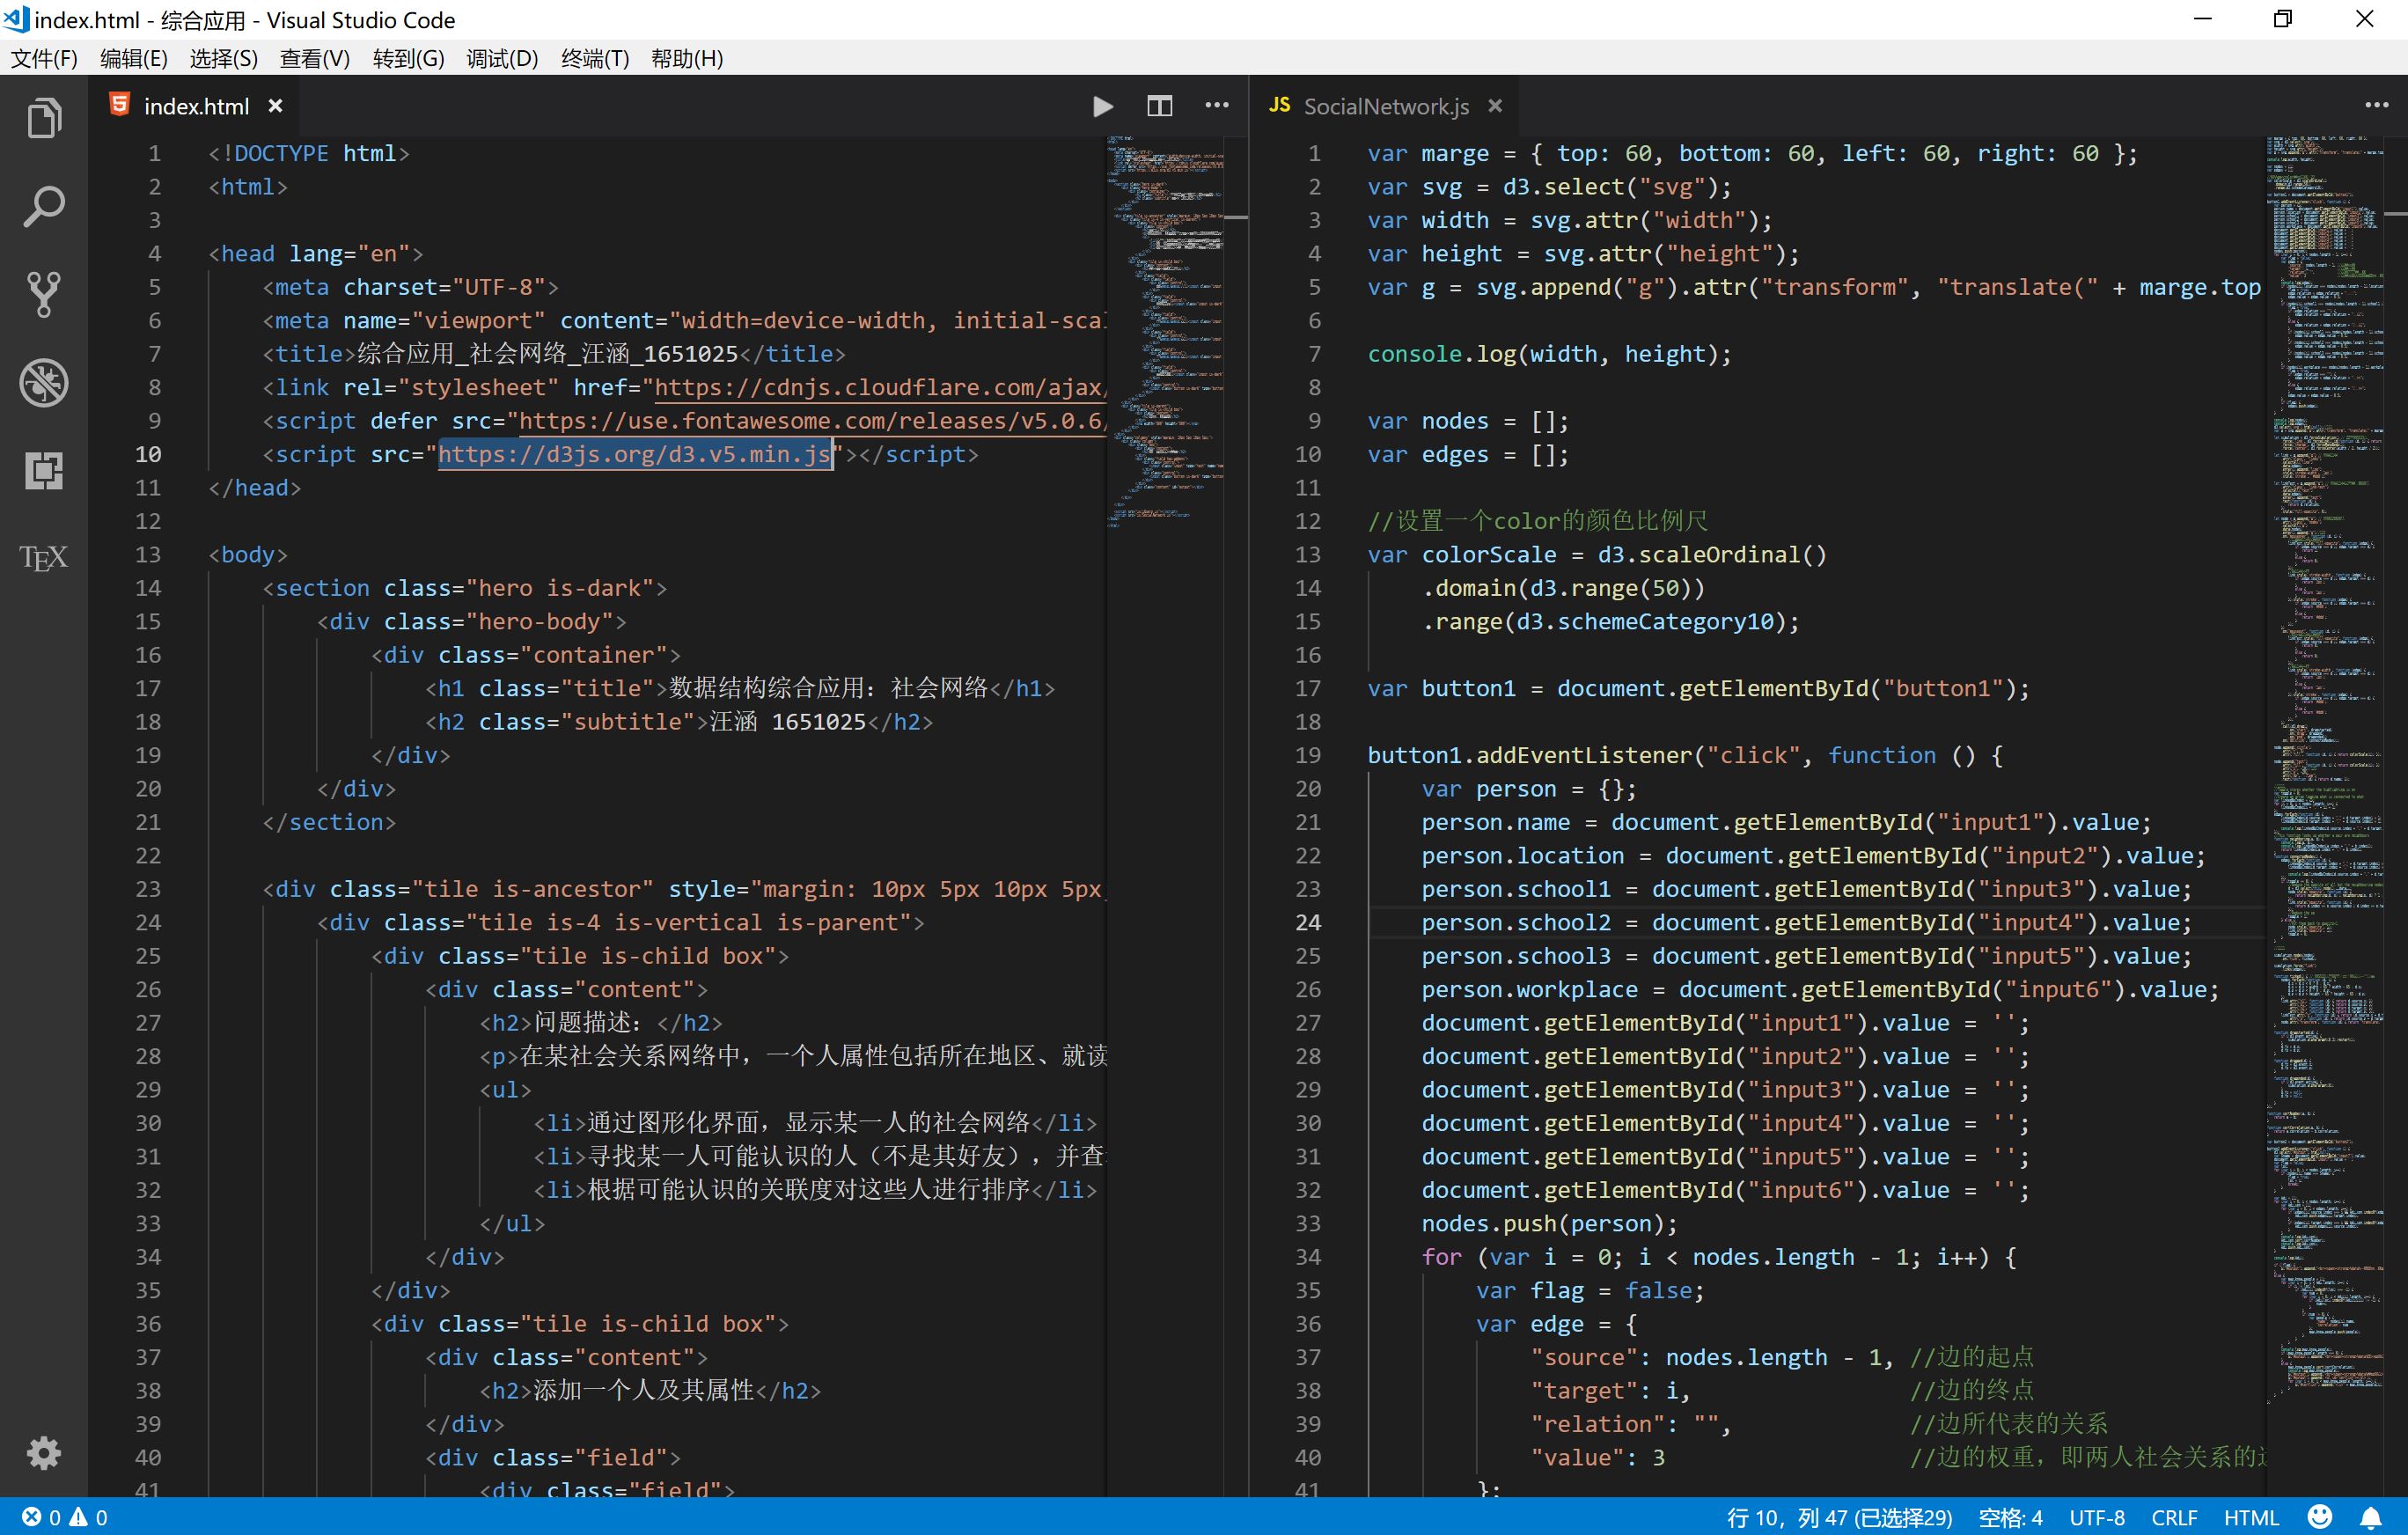 index.html - 综合应用 - Visual Studio Code
文件(F) 编辑(E) 选择(S) 查看(V) 转到(G) 调试(D) 终端(T) 帮助(H)
index.html
1 <!DOCTYPE html>
2 <html>
3
4 <head lang="en">
5 <meta charset="UTF-8">
6 <meta name="viewport" content="width=device-width, initial-scal
7 <title>综合应用_社会网络_汪涵_1651025</title>
8 <link rel="stylesheet" href="https://cdnjs.cloudflare.com/ajax/
9 <script defer src="https://use.fontawesome.com/releases/v5.0.6/
10 <script src="https://d3js.org/d3.v5.min.js"></script>
11 </head>
12
13 <body>
14 <section class="hero is-dark">
15 <div class="hero-body">
16 <div class="container">
17 <h1 class="title">数据结构综合应用：社会网络</h1>
18 <h2 class="subtitle">汪涵 1651025</h2>
19 </div>
20 </div>
21 </section>
22
23 <div class="tile is-ancestor" style="margin: 10px 5px 10px 5px
24 <div class="tile is-4 is-vertical is-parent">
25 <div class="tile is-child box">
26 <div class="content">
27 <h2>问题描述：</h2>
28 <p>在某社会关系网络中，一个人属性包括所在地区、就读
29 <ul>
30 <li>通过图形化界面，显示某一人的社会网络</li>
31 <li>寻找某一人可能认识的人（不是其好友），并查
32 <li>根据可能认识的关联度对这些人进行排序</li>
33 </ul>
34 </div>
35 </div>
36 <div class="tile is-child box">
37 <div class="content">
38 <h2>添加一个人及其属性</h2>
39 </div>
40 <div class="field">
41 <div class="field">
JS SocialNetwork.js
1 var marge = { top: 60, bottom: 60, left: 60, right: 60 };
2 var svg = d3.select("svg");
3 var width = svg.attr("width");
4 var height = svg.attr("height");
5 var g = svg.append("g").attr("transform", "translate(" + marge.top
6
7 console.log(width, height);
8
9 var nodes = [];
10 var edges = [];
11
12 //设置一个color的颜色比例尺
13 var colorScale = d3.scaleOrdinal()
14 .domain(d3.range(50))
15 .range(d3.schemeCategory10);
16
17 var button1 = document.getElementById("button1");
18
19 button1.addEventListener("click", function () {
20 var person = {};
21 person.name = document.getElementById("input1").value;
22 person.location = document.getElementById("input2").value;
23 person.school1 = document.getElementById("input3").value;
24 person.school2 = document.getElementById("input4").value;
25 person.school3 = document.getElementById("input5").value;
26 person.workplace = document.getElementById("input6").value;
27 document.getElementById("input1").value = '';
28 document.getElementById("input2").value = '';
29 document.getElementById("input3").value = '';
30 document.getElementById("input4").value = '';
31 document.getElementById("input5").value = '';
32 document.getElementById("input6").value = '';
33 nodes.push(person);
34 for (var i = 0; i < nodes.length - 1; i++) {
35 var flag = false;
36 var edge = {
37 "source": nodes.length - 1, //边的起点
38 "target": i, //边的终点
39 "relation": "", //边所代表的关系
40 "value": 3 //边的权重，即两人社会关系的
41 };
TEX
0 0 行 10，列 47 (已选择29) 空格: 4 UTF-8 CRLF HTML